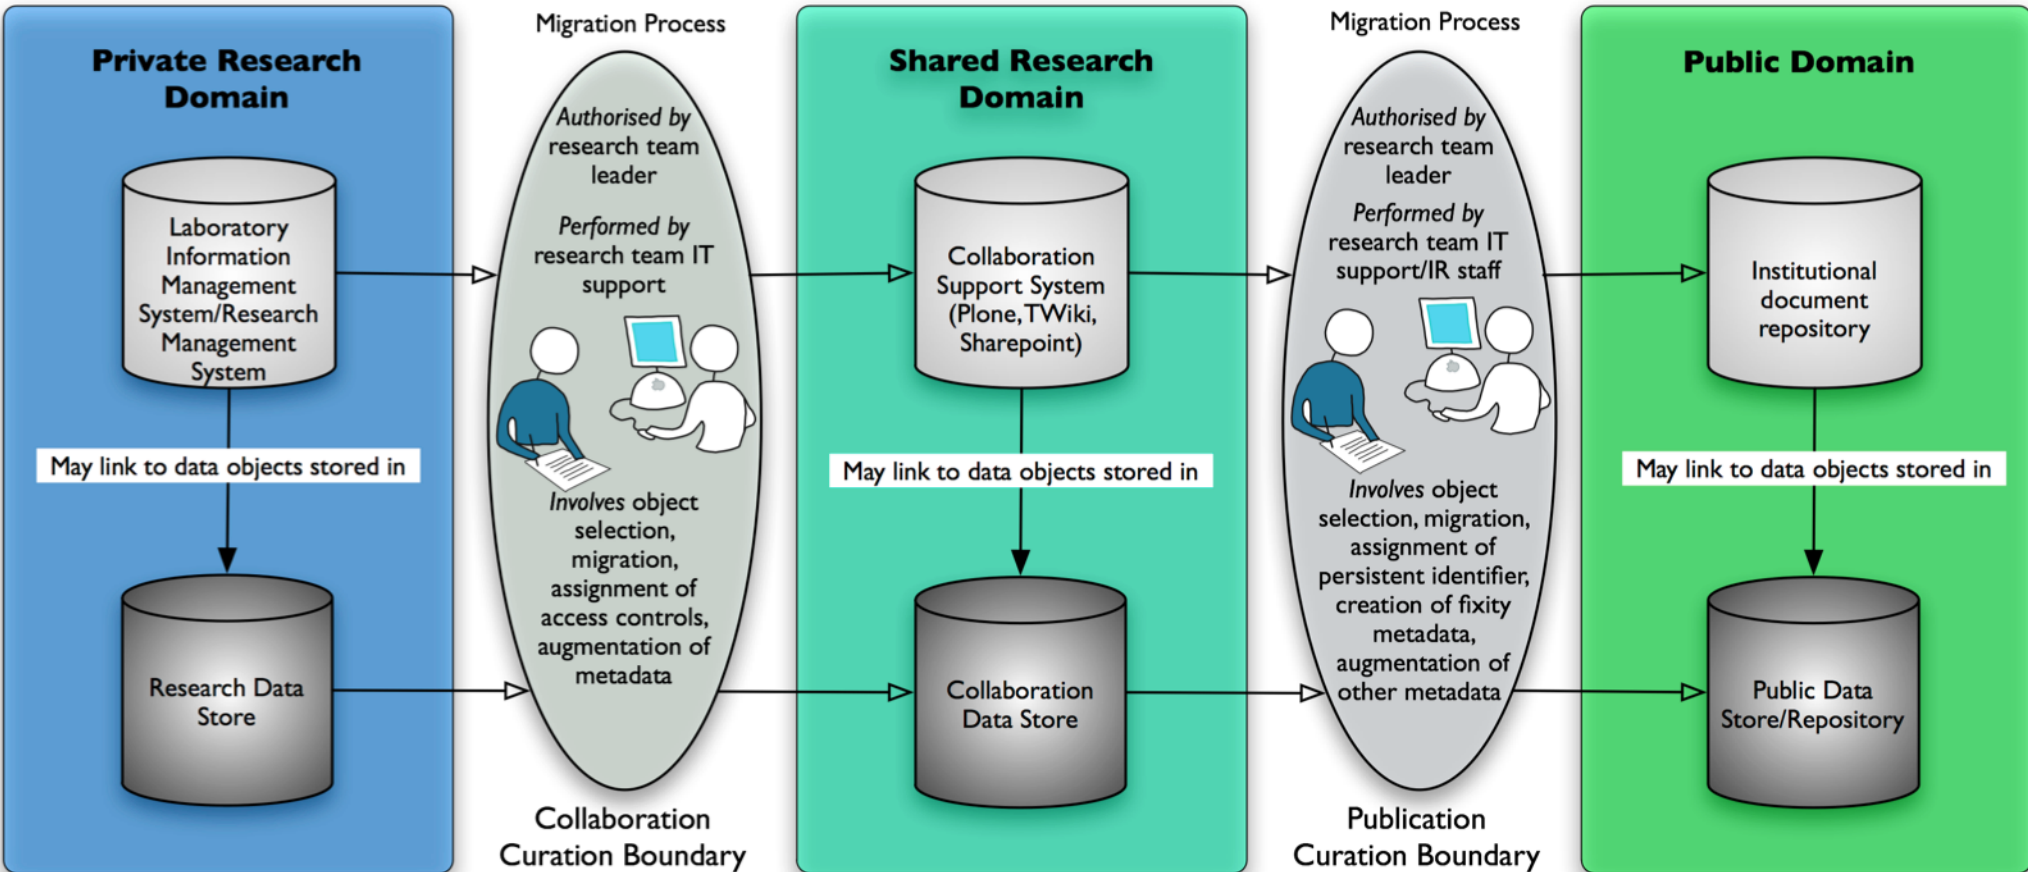 Private Research
Domain
Laboratory
Information
Management
System/Research
Management
System
May link to data objects stored in
Research Data
Store
Migration Process
Authorised by
research team
leader
Performed by
research team IT
support
Involves object
selection,
migration,
assignment of
access controls,
augmentation of
metadata
Collaboration
Curation Boundary
Shared Research
Domain
Collaboration
Support System
(Plone, TWiki,
Sharepoint)
May link to data objects stored in
Collaboration
Data Store
Migration Process
Authorised by
research team
leader
Performed by
research team IT
support/IR staff
Involves object
selection, migration,
assignment of
persistent identifier,
creation of fixity
metadata,
augmentation of
other metadata
Publication
Curation Boundary
Public Domain
Institutional
document
repository
May link to data objects stored in
Public Data
Store/Repository